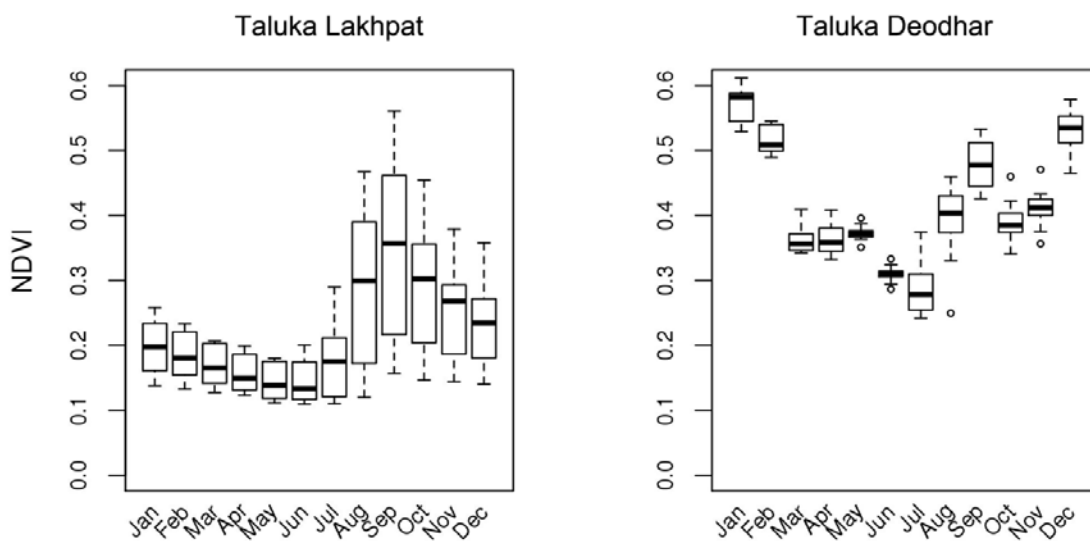 Taluka Lakhpat
NDVI
0.0 0.1 0.2 0.3 0.4 0.5 0.6
Jan Feb Mar Apr May Jun Jul Aug Sep Oct Nov Dec
Taluka Deodhar
0.0 0.1 0.2 0.3 0.4 0.5 0.6
Jan Feb Mar Apr May Jun Jul Aug Sep Oct Nov Dec